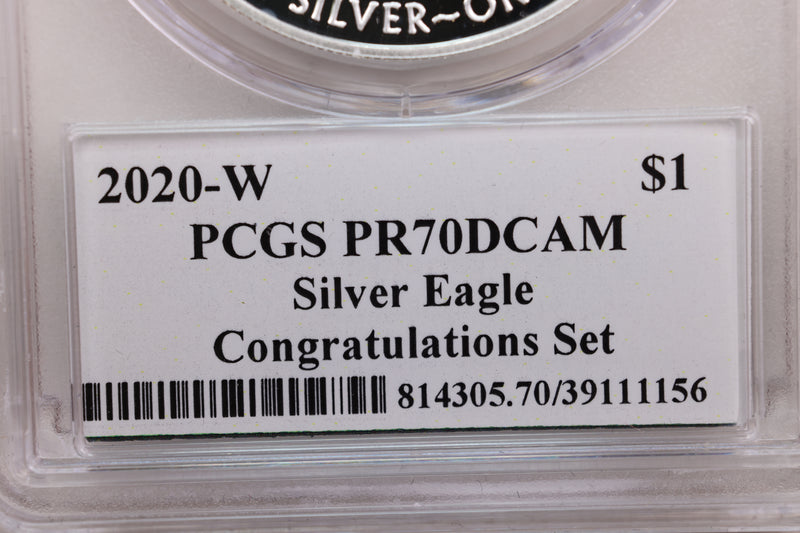 SILVER~ON
2020-W $1
PCGS PR70DCAM
Silver Eagle
Congratulations Set
814305.70/39111156